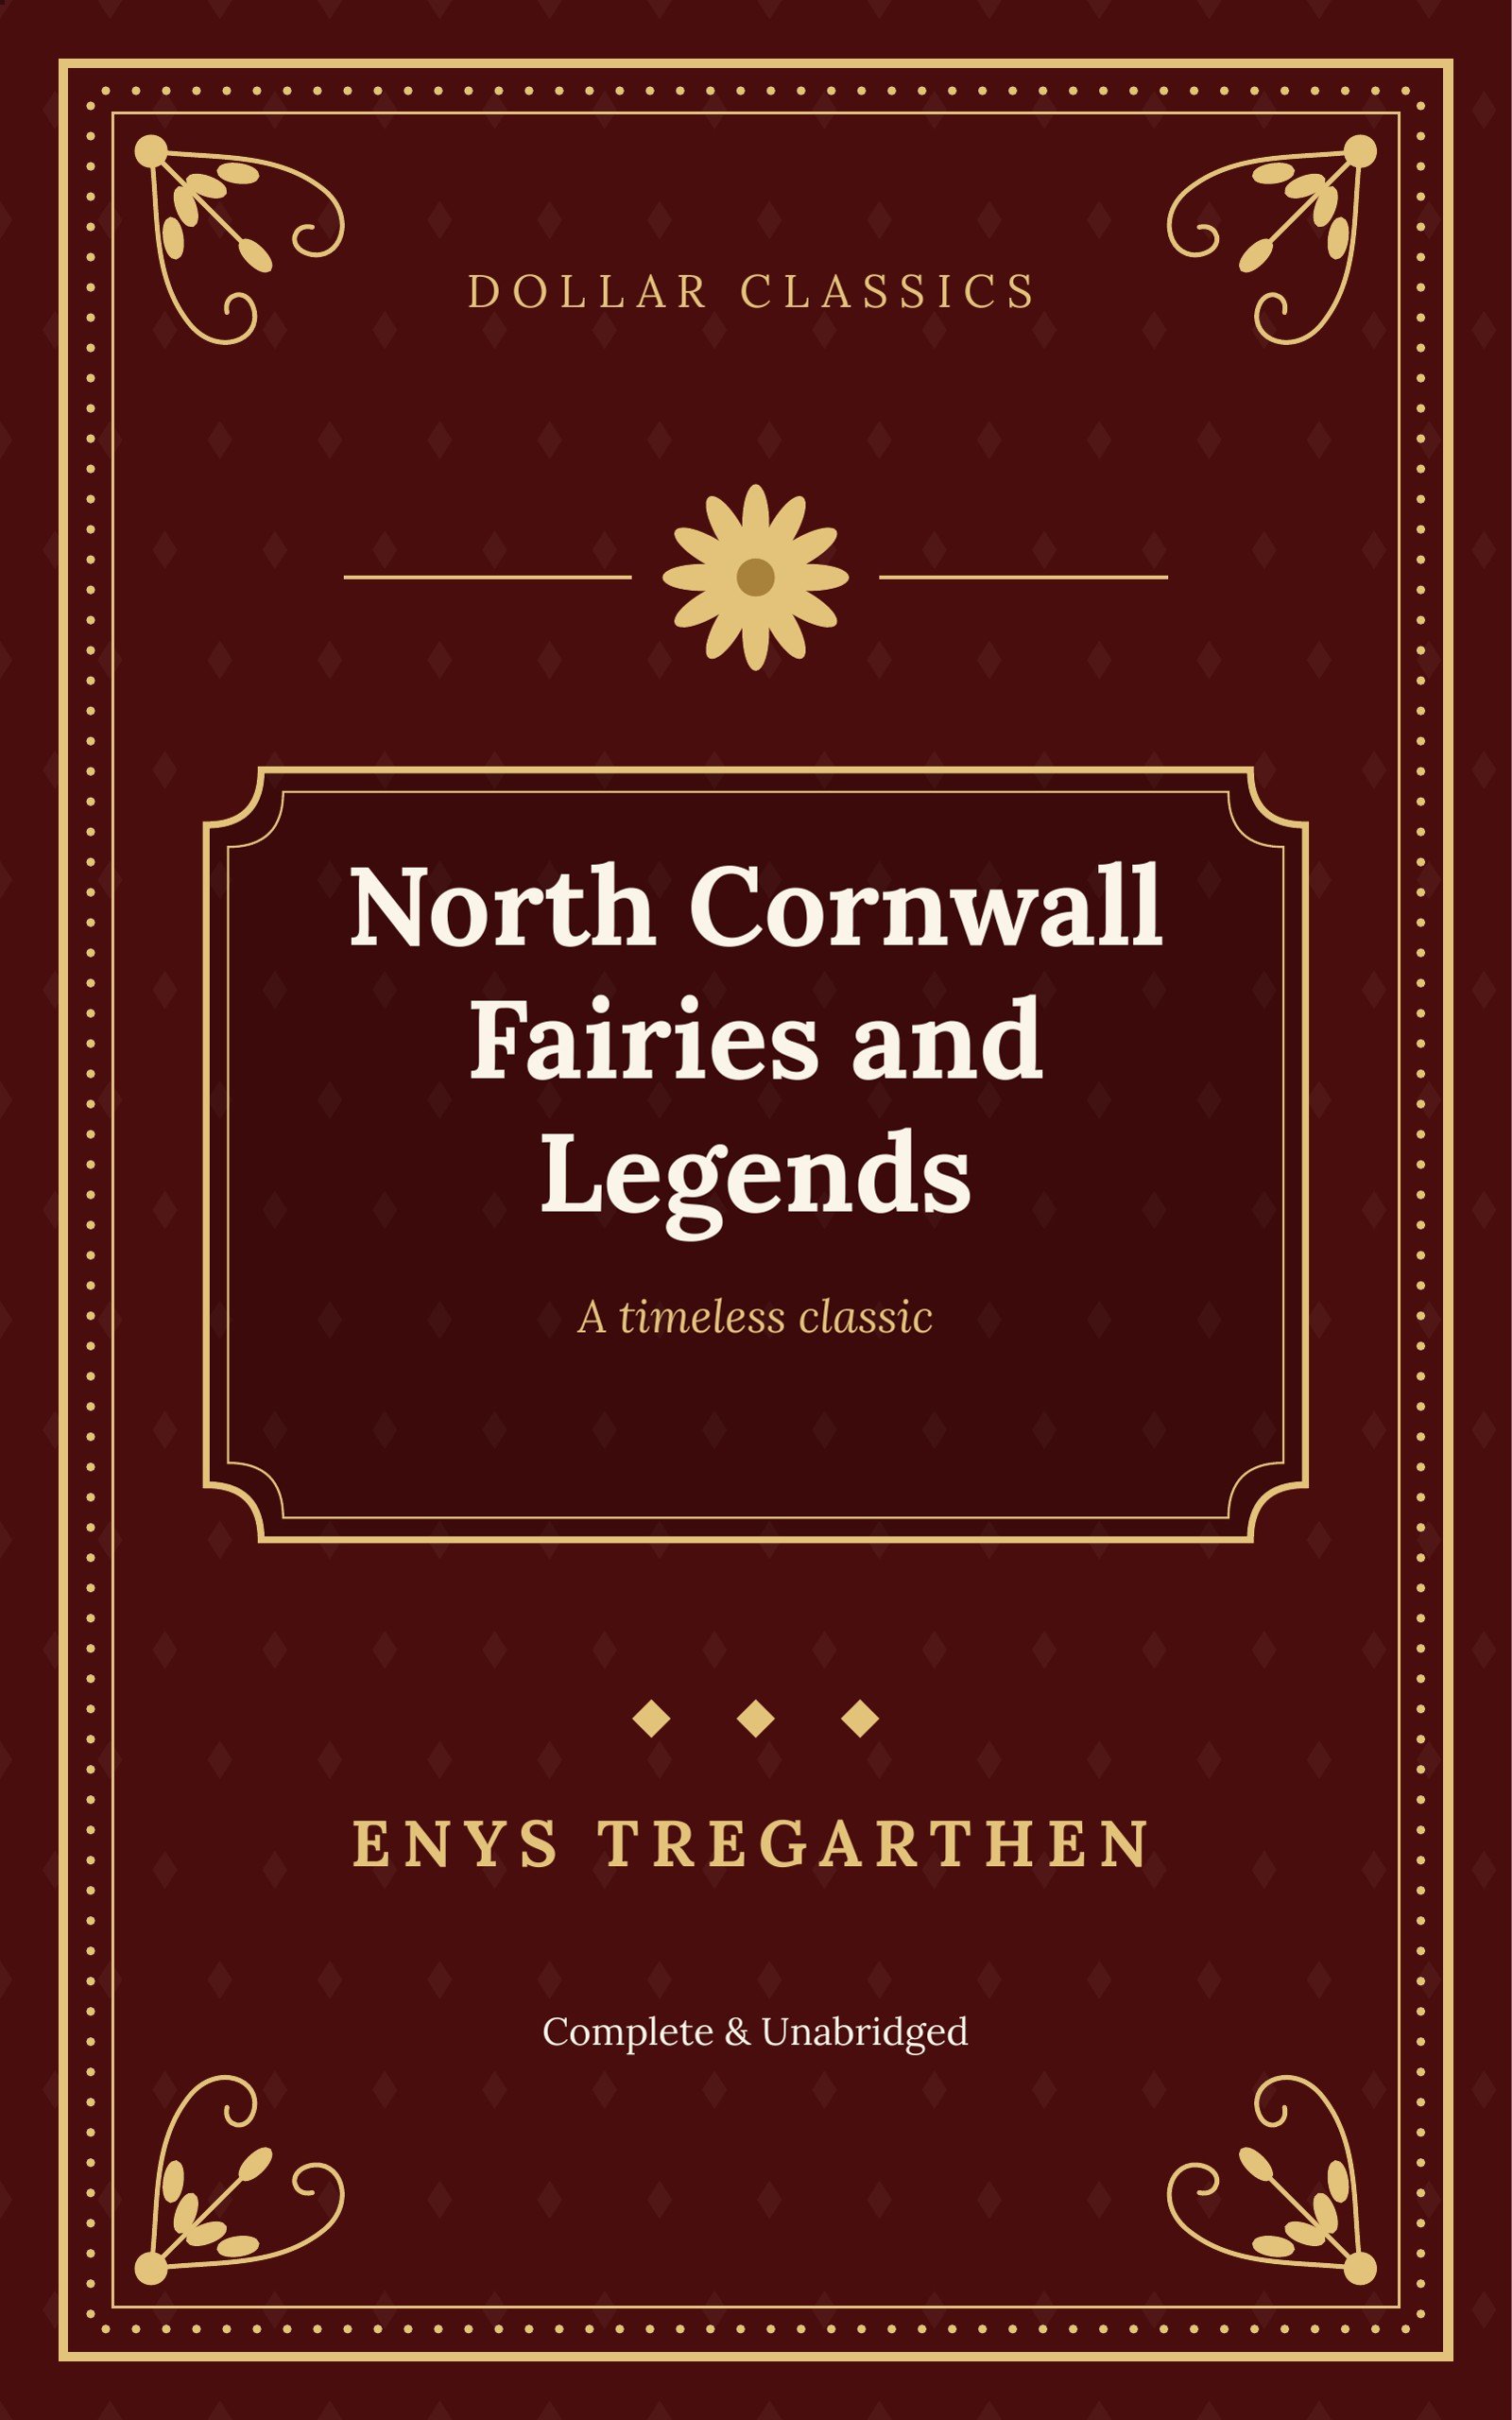 DOLLAR CLASSICS
North Cornwall
Fairies and
Legends
A timeless classic
ENYS TREGARTHEN
Complete & Unabridged